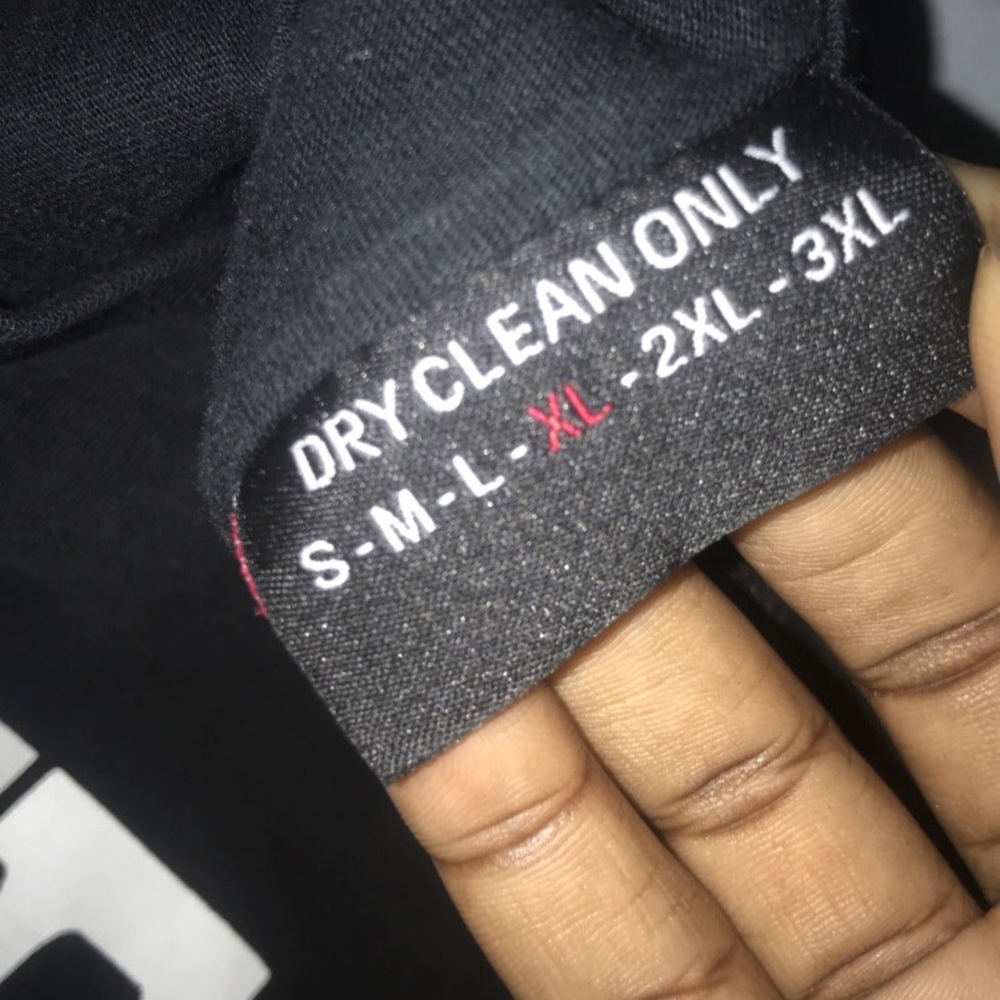 DRY CLEAN ONLY
S - M - L - XL - 2XL - 3XL